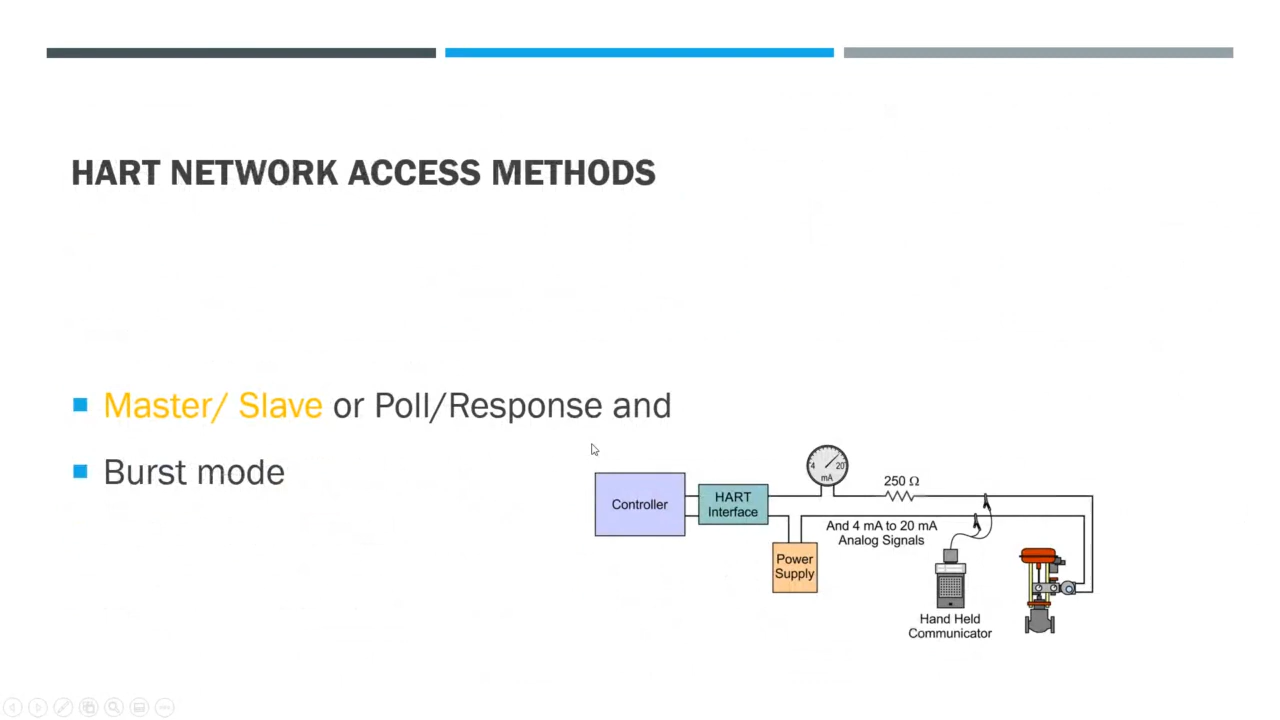 HART NETWORK ACCESS METHODS
Master/ Slave or Poll/Response and
Burst mode
Controller
HART
Interface
4
20
mA
250 Ω
And 4 mA to 20 mA
Analog Signals
Power
Supply
Hand Held
Communicator